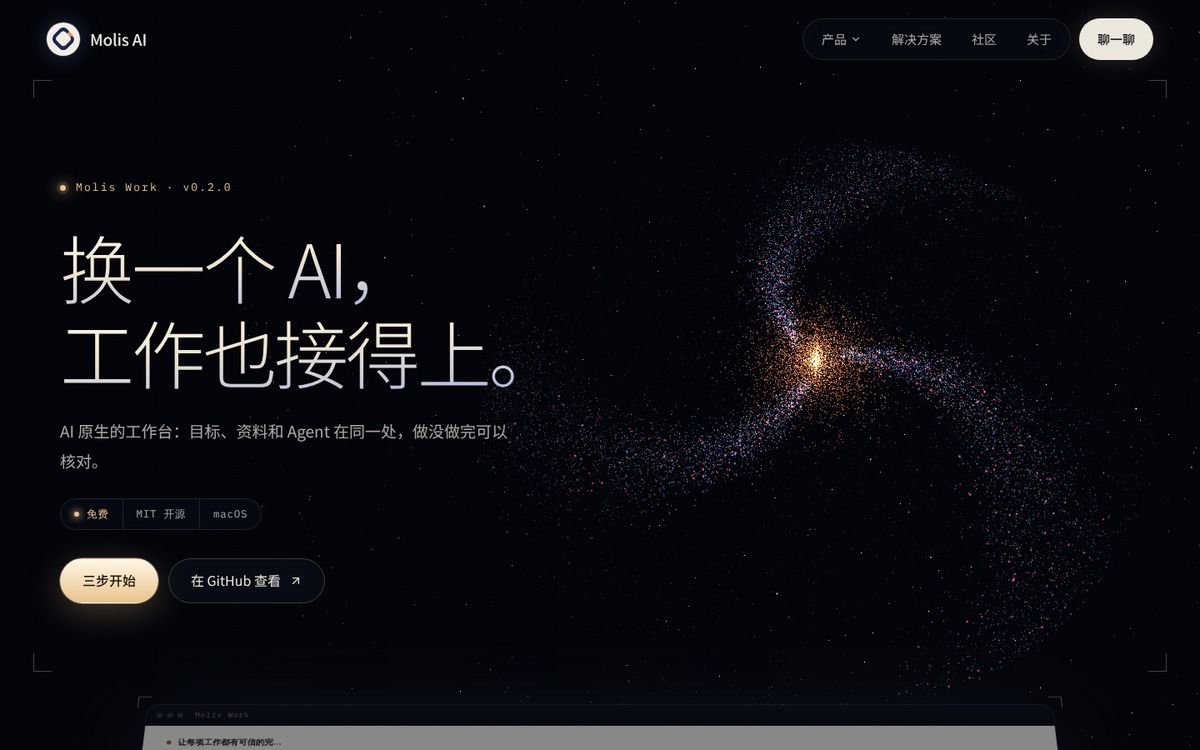 Molis AI
产品
解决方案
社区
关于
聊一聊
Molis Work · v0.2.0
换一个 AI，
工作也接得上。
AI 原生的工作台：目标、资料和 Agent 在同一处，做没做完可以
核对。
免费
MIT 开源
macOS
三步开始
在 GitHub 查看
Molis Work
让每项工作都有可信的完...